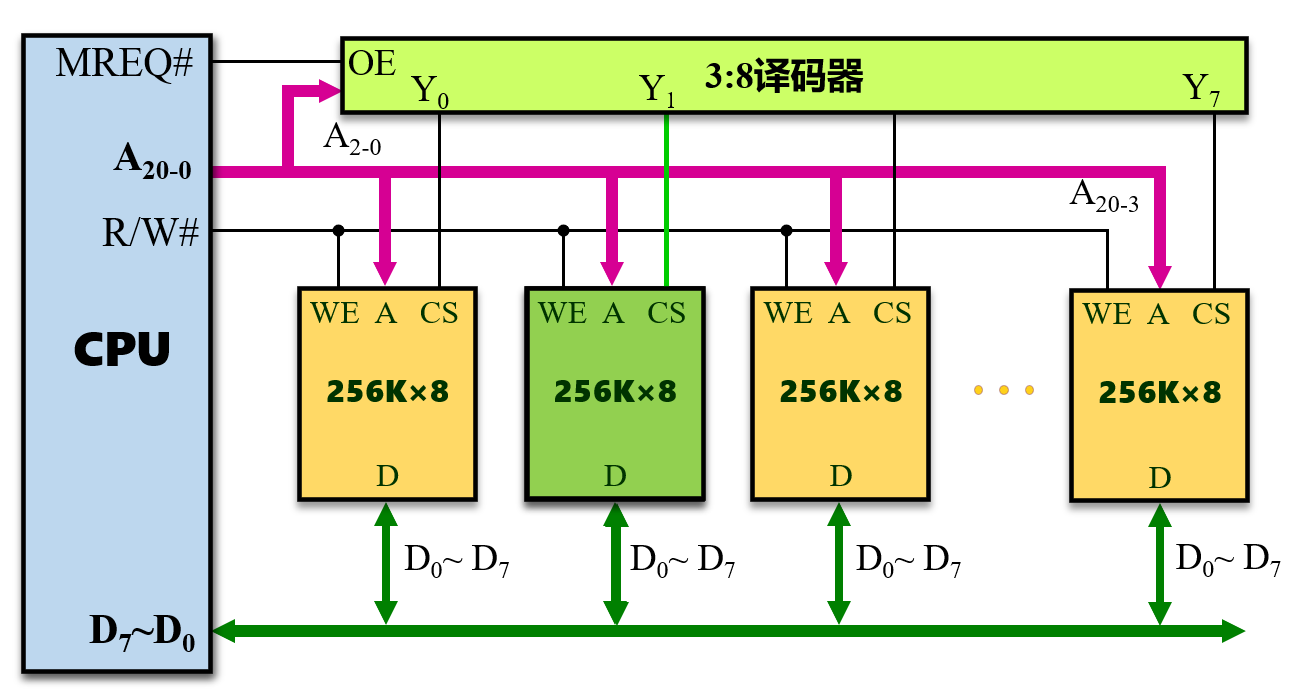 MREQ#
OE
Y0
Y1
3:8译码器
Y7
A2-0
A20-0
A20-3
R/W#
WE A CS
WE A CS
WE A CS
WE A CS
CPU
256K×8
256K×8
256K×8
256K×8
D
D
D
D
D0~ D7
D0~ D7
D0~ D7
D0~ D7
D7~D0